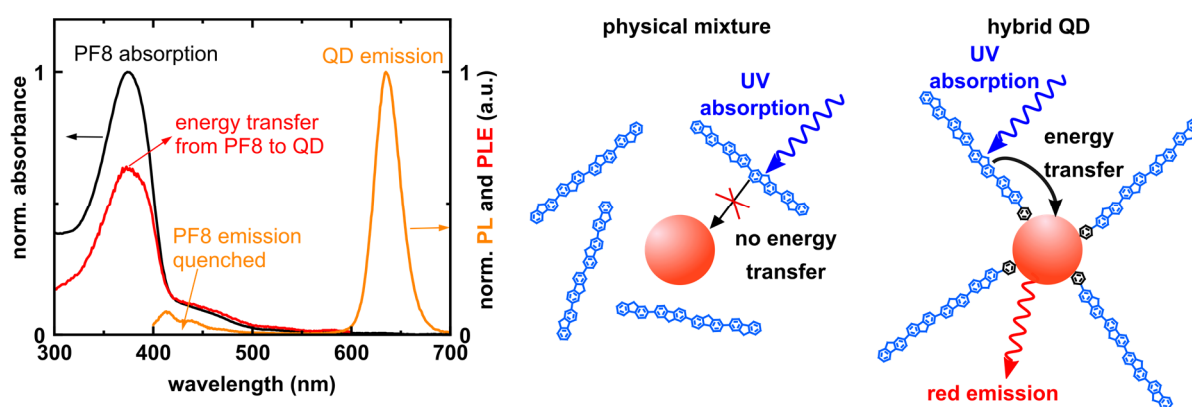 PF8 absorption
QD emission
energy transfer
from PF8 to QD
PF8 emission
quenched
1
0
1
0
300
400
500
600
700
wavelength (nm)
norm. absorbance
norm. PL and PLE (a.u.)
physical mixture
UV
absorption
no energy
transfer
hybrid QD
UV
absorption
energy
transfer
red emission